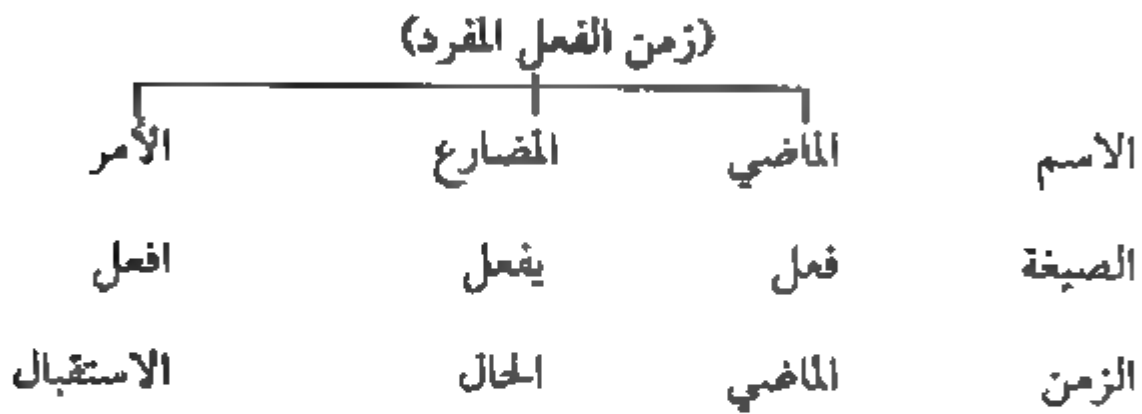 (زمن الفعل المفرد)
الاسم الماضي المضارع الأمر
الصيغة فعل يفعل افعل
الزمن الماضي الحال الاستقبال